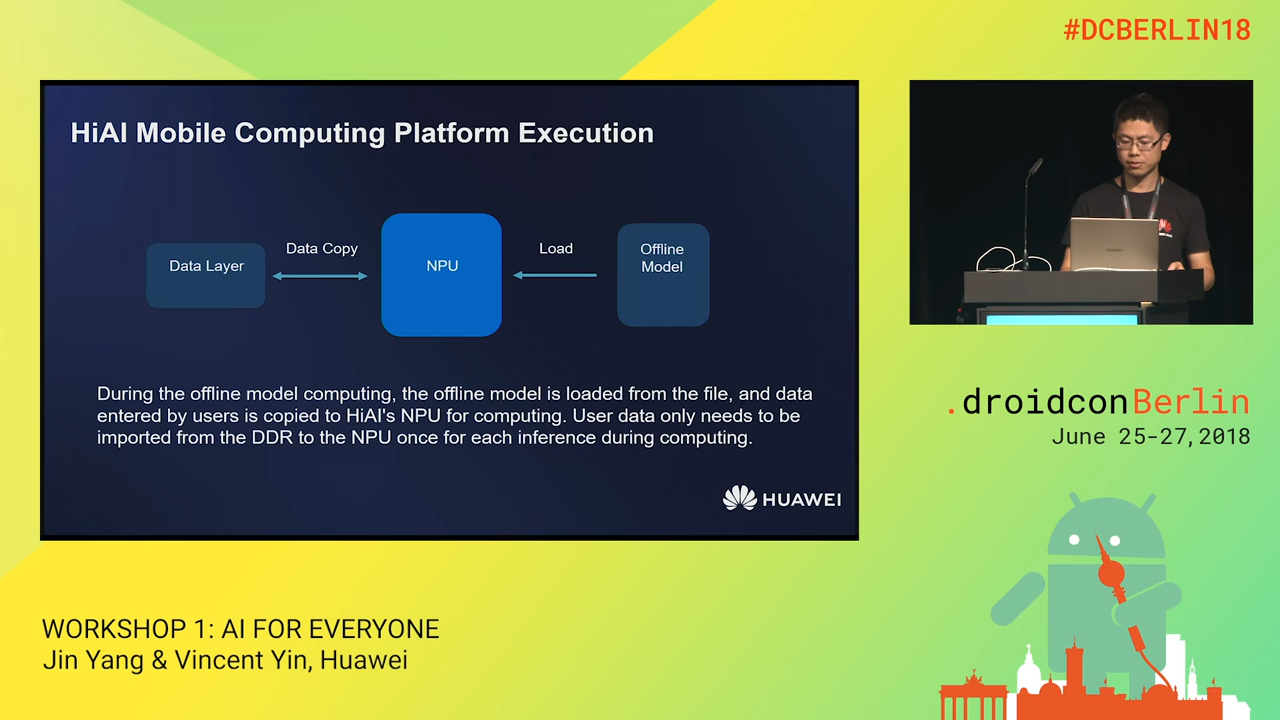 #DCBERLIN18
HiAI Mobile Computing Platform Execution
Data Layer
Data Copy
NPU
Load
Offline
Model
During the offline model computing, the offline model is loaded from the file, and data
entered by users is copied to HiAI's NPU for computing. User data only needs to be
imported from the DDR to the NPU once for each inference during computing.
HUAWEI
.droidconBerlin
June 25-27, 2018
WORKSHOP 1: AI FOR EVERYONE
Jin Yang & Vincent Yin, Huawei